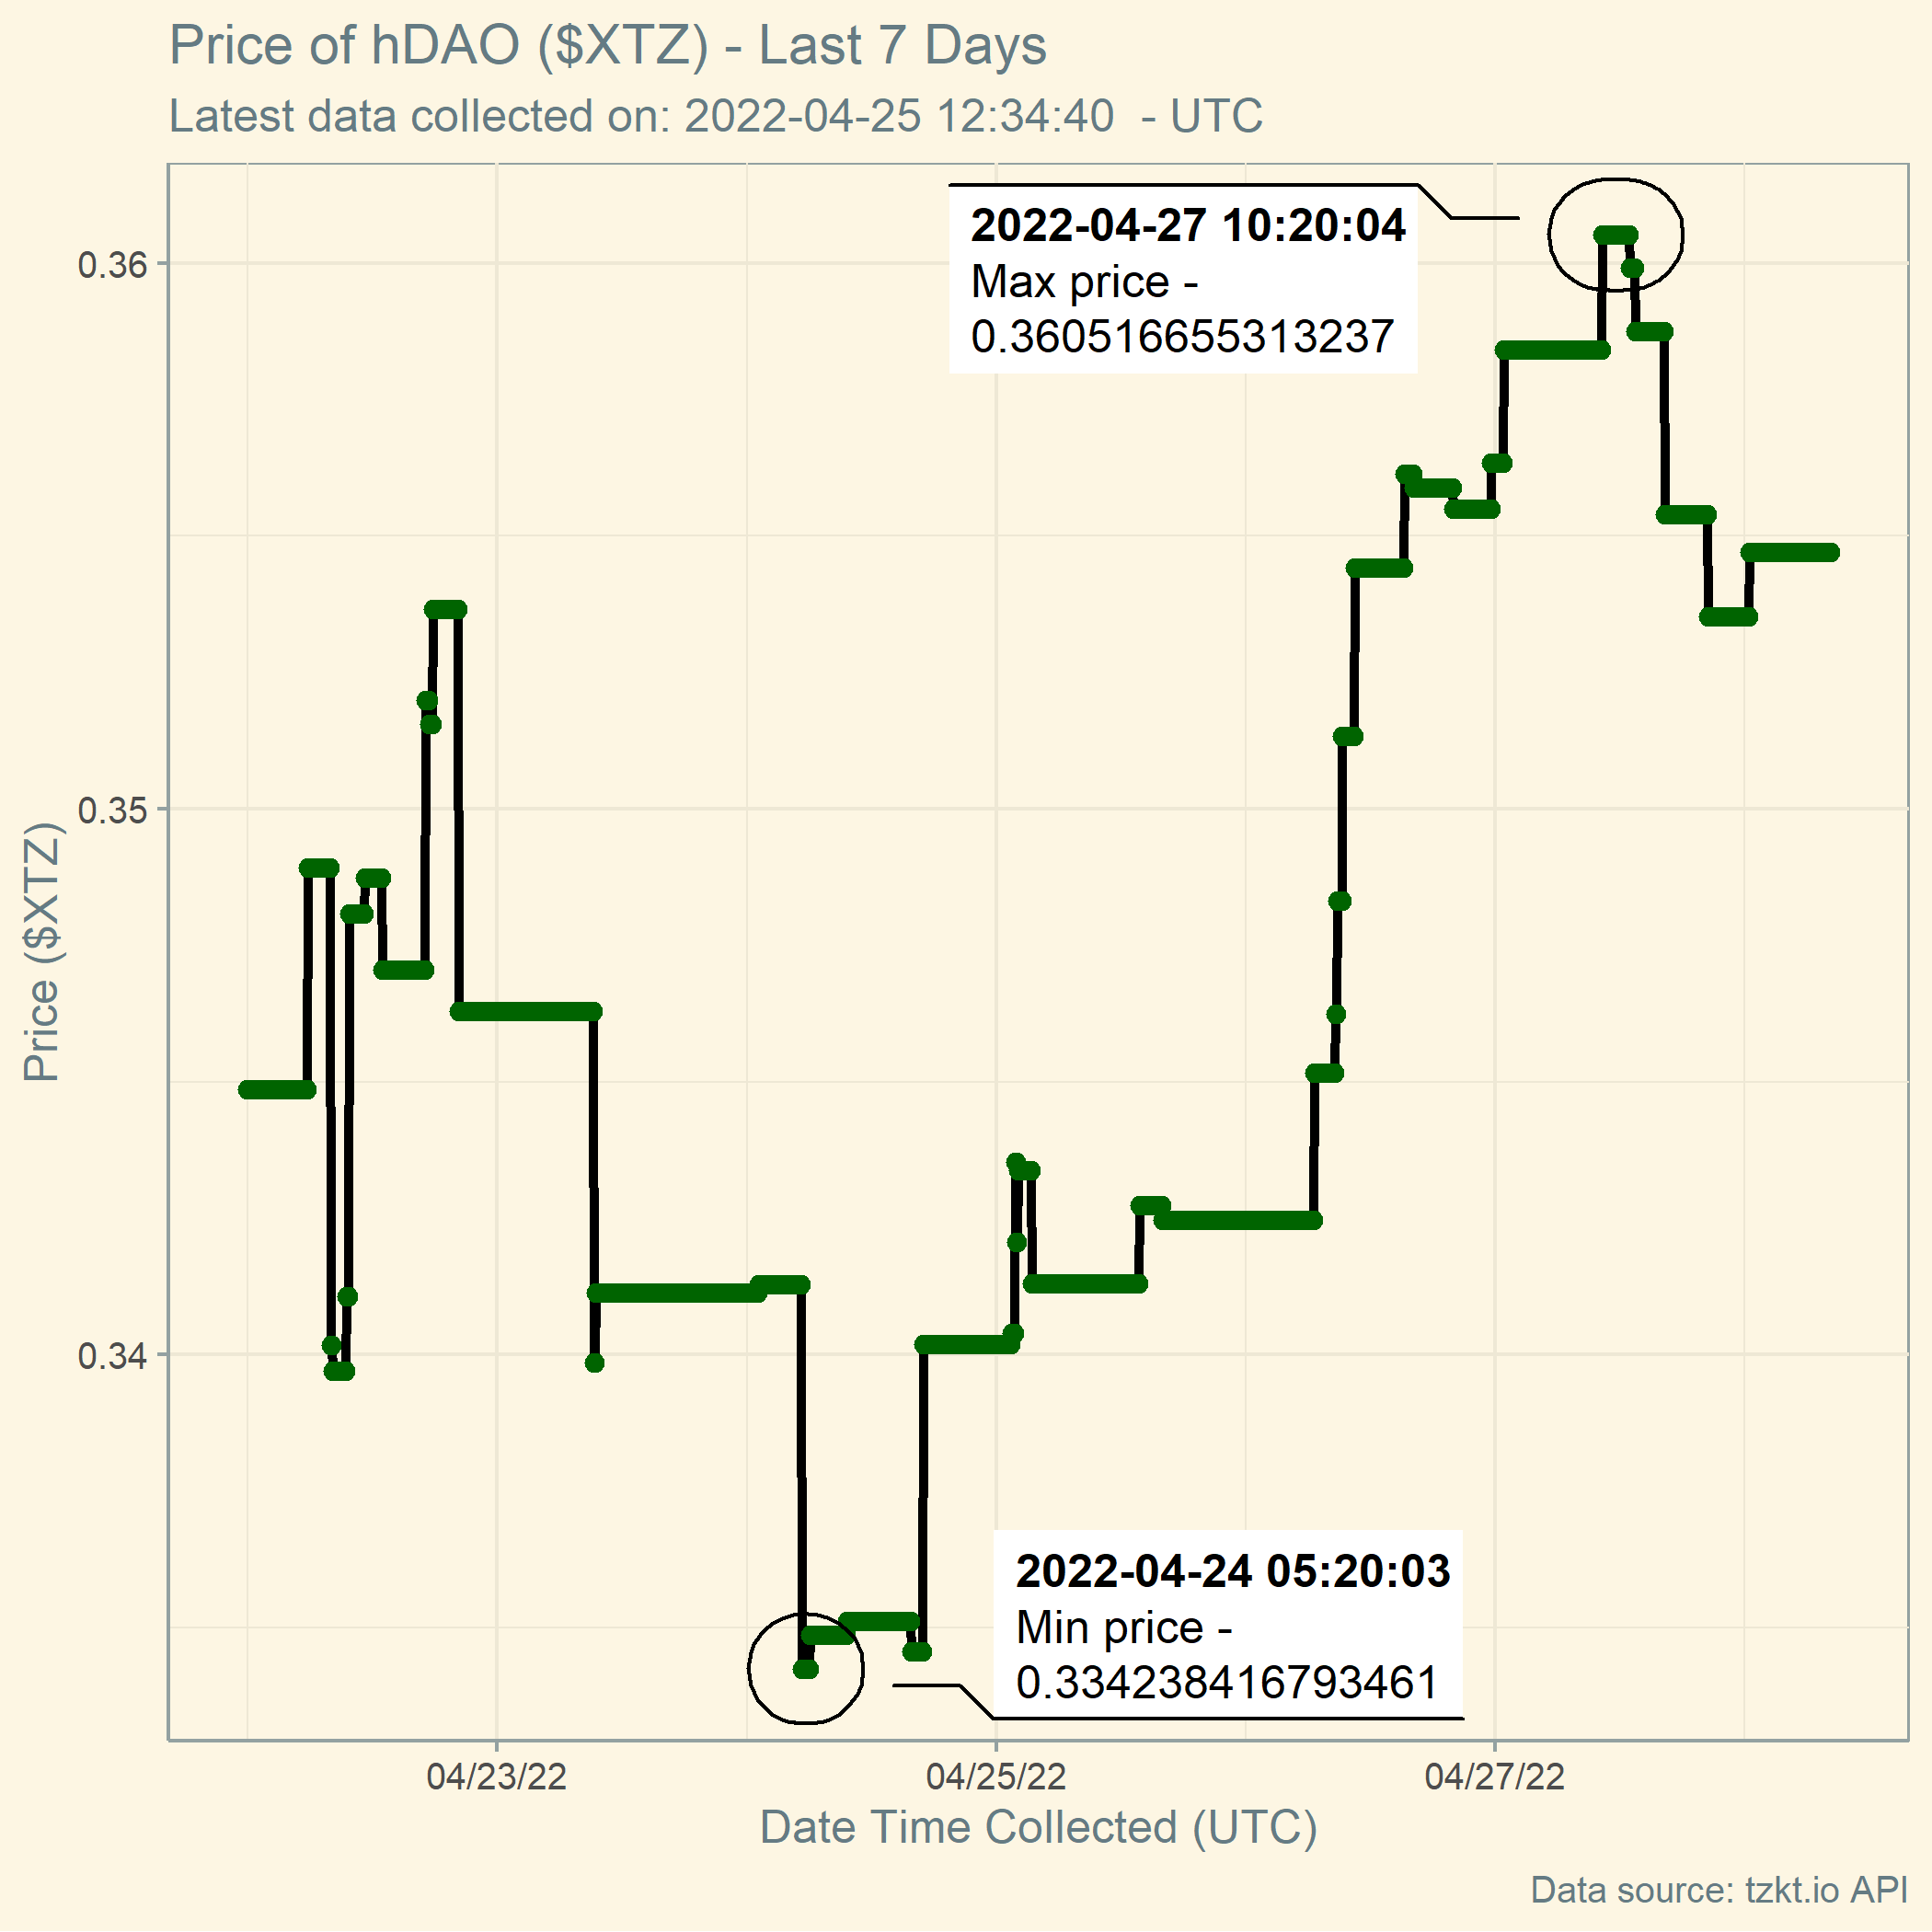 Price of hDAO ($XTZ) - Last 7 Days
Latest data collected on: 2022-04-25 12:34:40  - UTC
2022-04-27 10:20:04
Max price -
0.360516655313237
0.36
0.35
0.34
Price ($XTZ)
2022-04-24 05:20:03
Min price -
0.334238416793461
04/23/22
04/25/22
04/27/22
Date Time Collected (UTC)
Data source: tzkt.io API